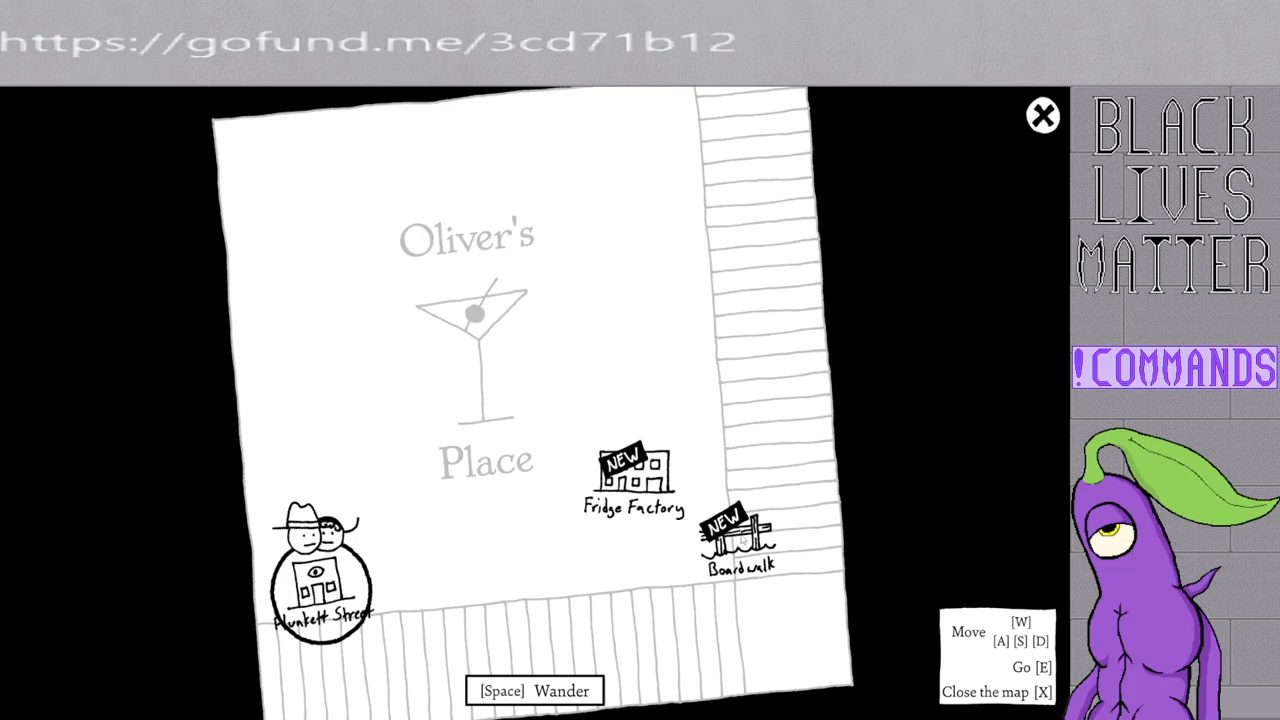 https://gofund.me/3cd71b12
BLACK
LIVES
MATTER
!COMMANDS
Oliver's
Place
NEW
Fridge Factory
NEW
Boardwalk
Plunkett Street
[Space] Wander
Move [W]
[A] [S] [D]
Go [E]
Close the map [X]